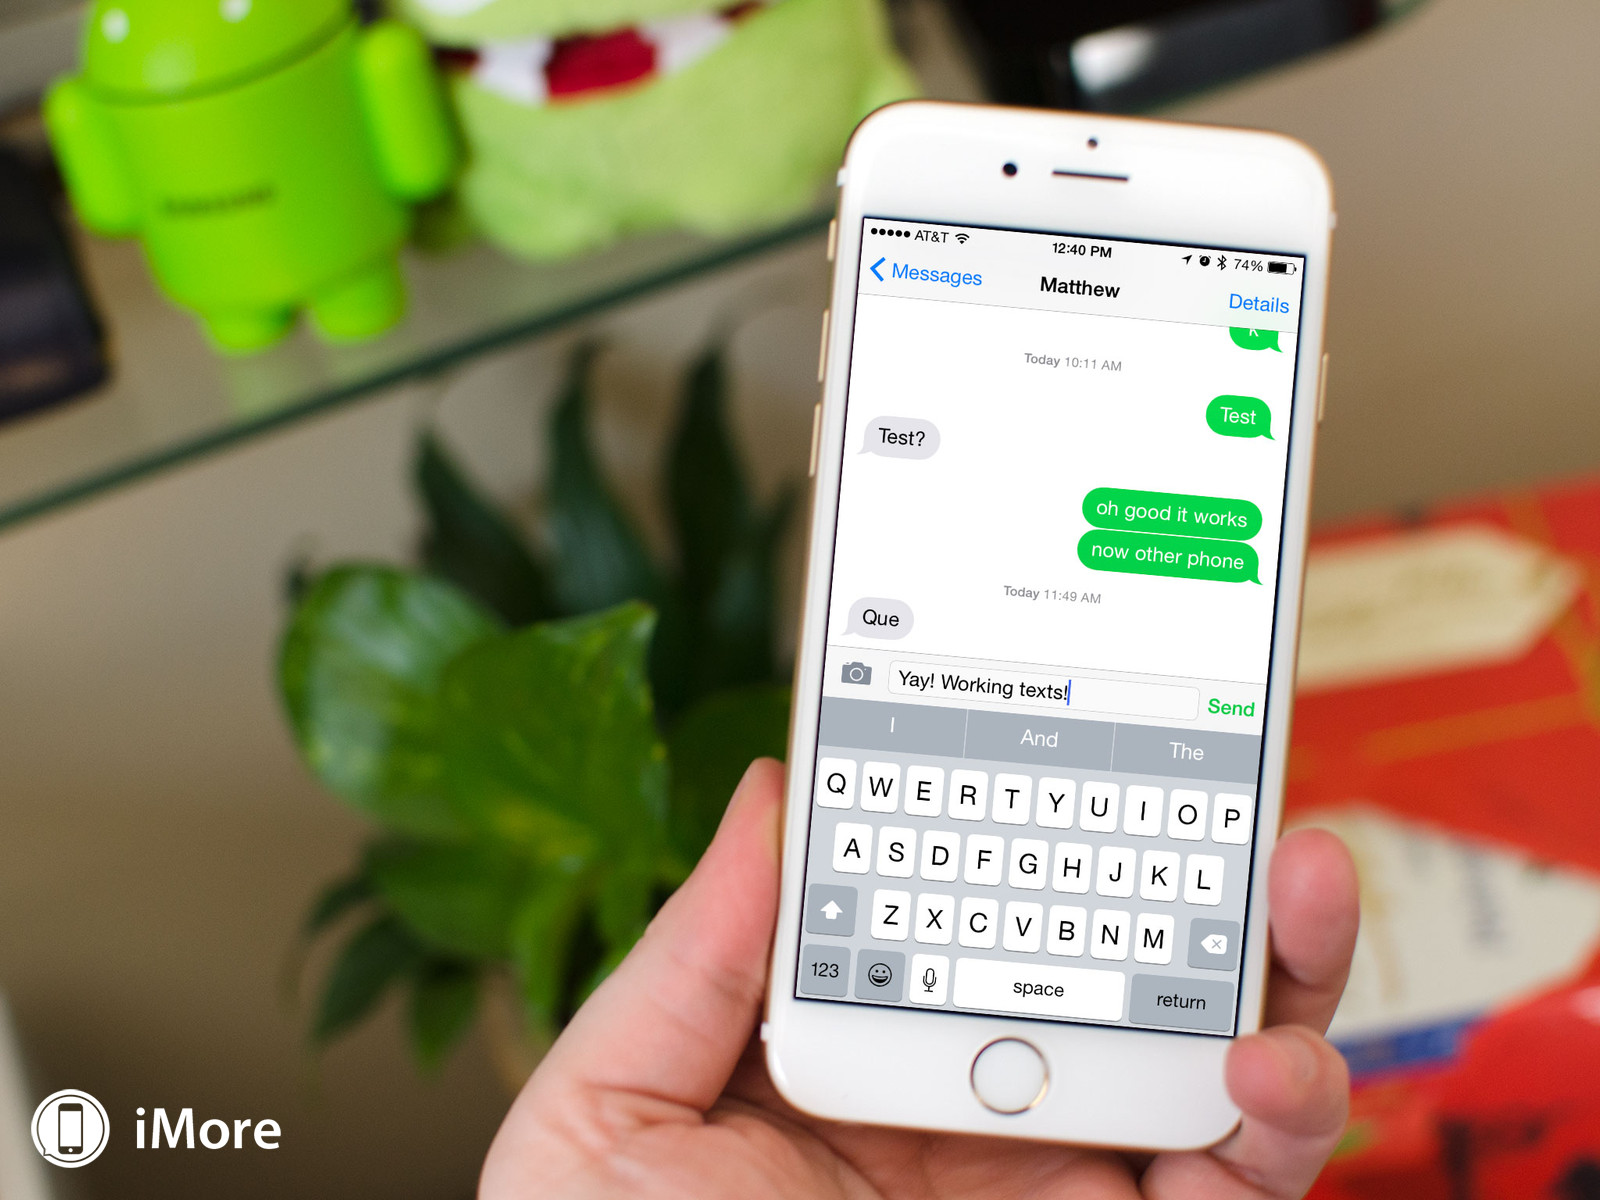 AT&T 12:40 PM 74%
Messages Matthew Details
Today 10:11 AM
Test
Test?
oh good it works
now other phone
Today 11:49 AM
Que
Yay! Working texts! Send
I And The
Q W E R T Y U I O P
A S D F G H J K L
Z X C V B N M
123 space return
iMore